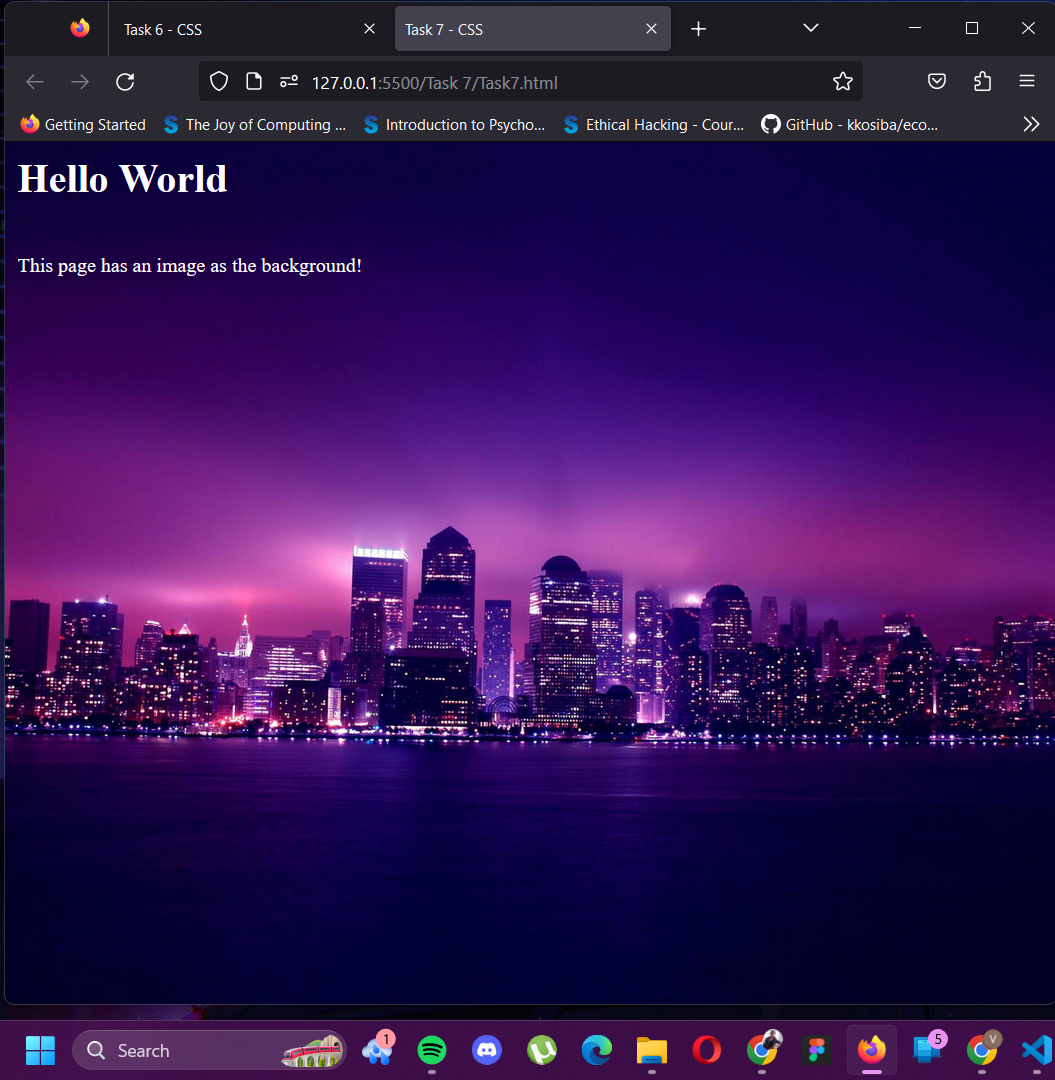 Task 6 - CSS
Task 7 - CSS
127.0.0.1:5500/Task 7/Task7.html
Getting Started
The Joy of Computing ...
Introduction to Psycho...
Ethical Hacking - Cour...
GitHub - kkosiba/eco...
Hello World
This page has an image as the background!
Search
1
5
V